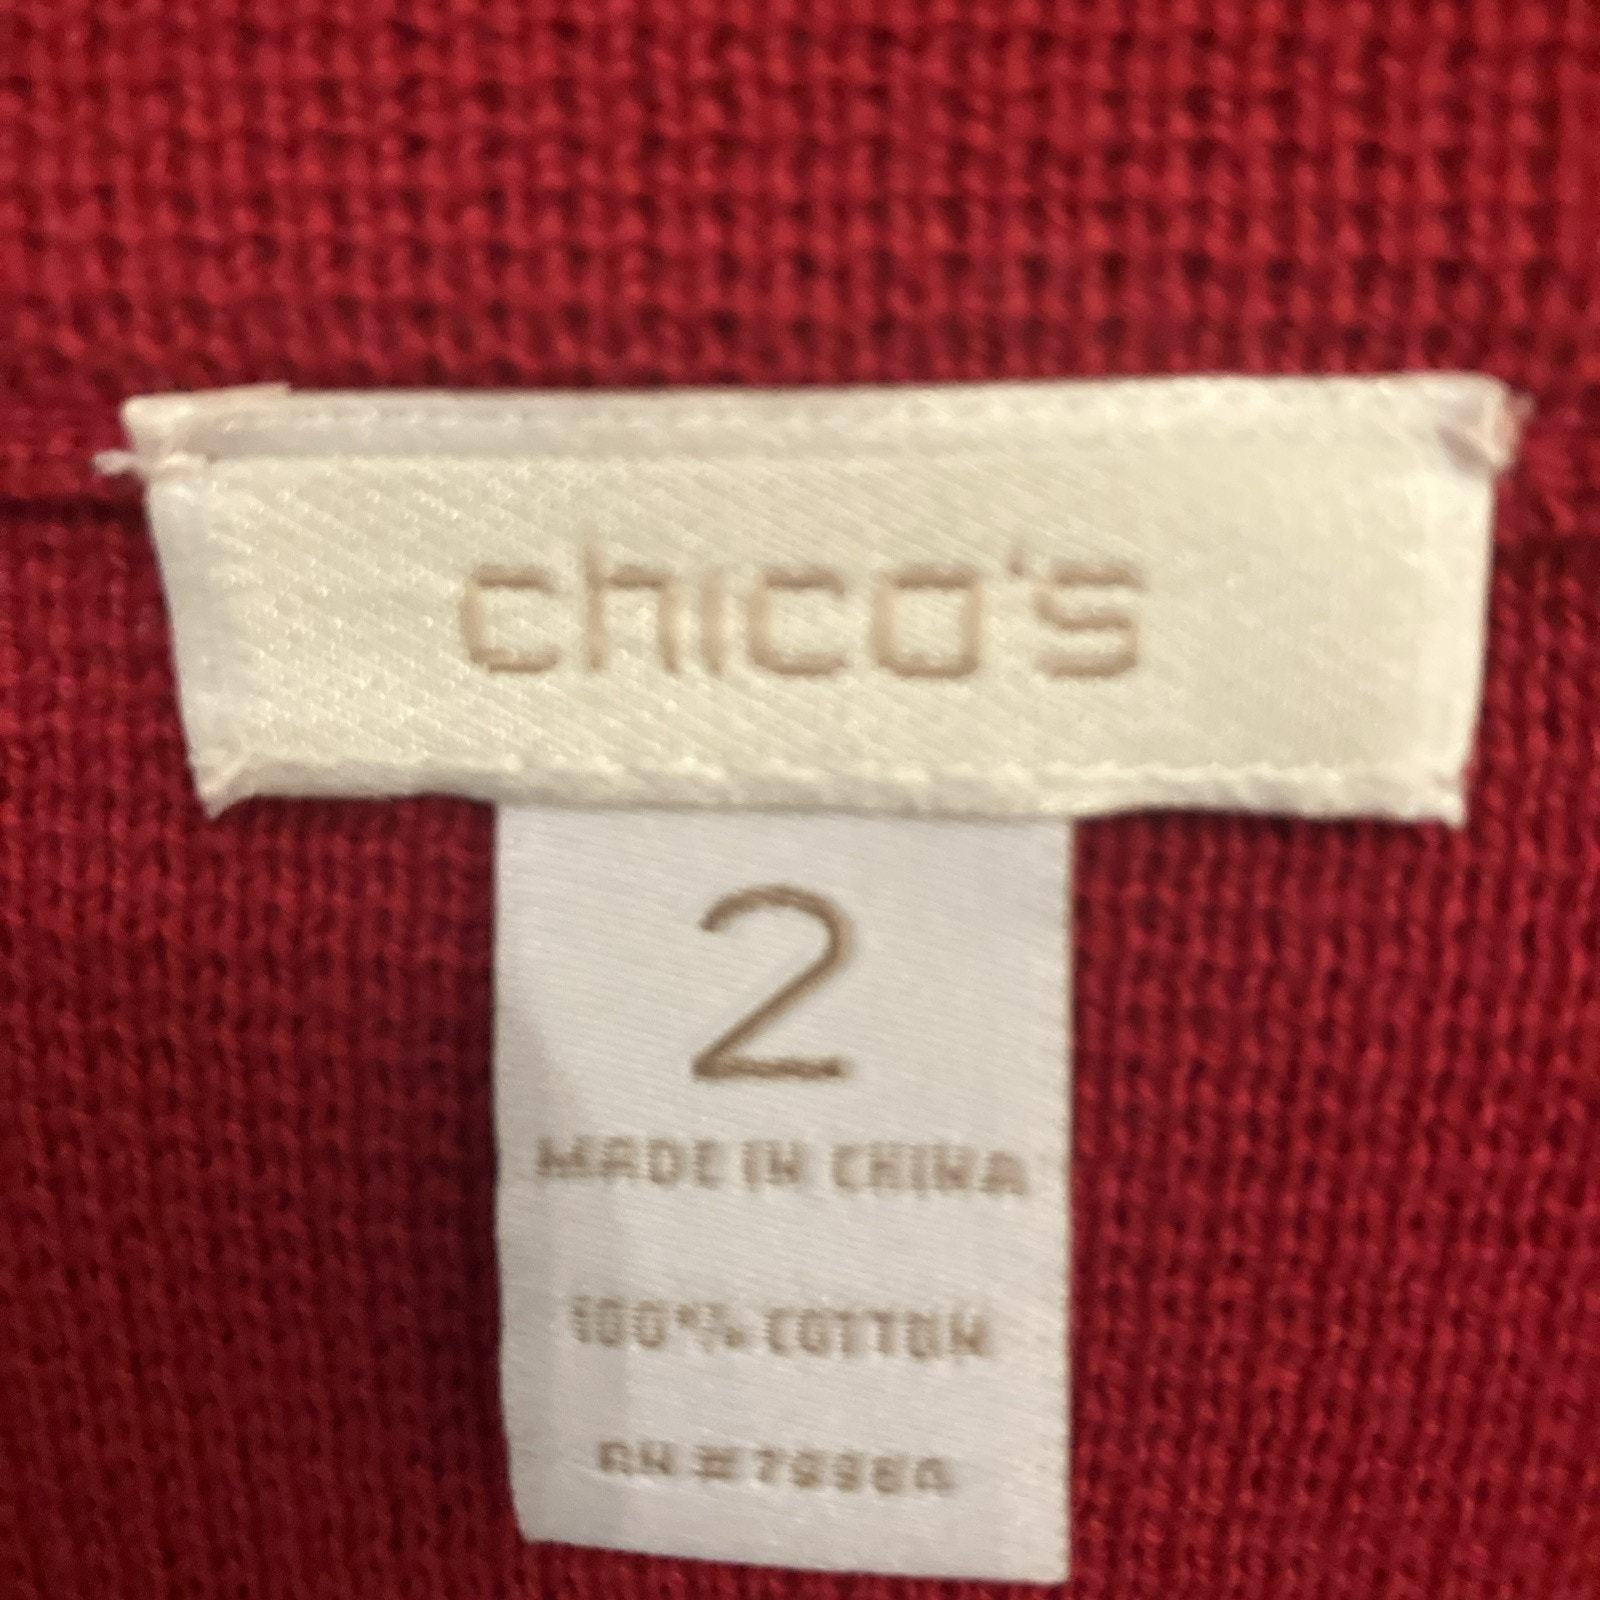 chico's
2
MADE IN CHINA
100% COTTON
RN #79984